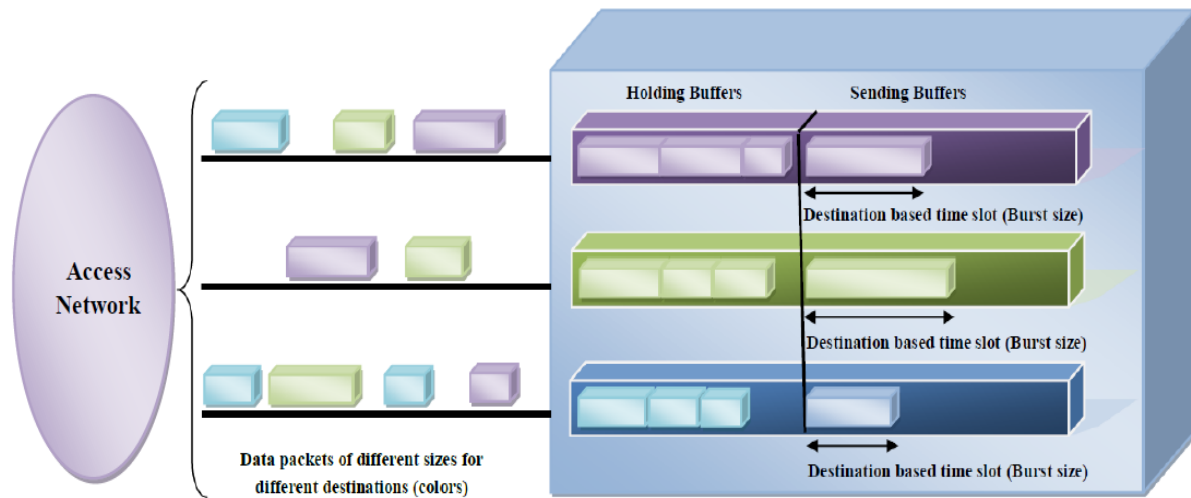 Access
Network
Data packets of different sizes for
different destinations (colors)
Holding Buffers
Sending Buffers
Destination based time slot (Burst size)
Destination based time slot (Burst size)
Destination based time slot (Burst size)